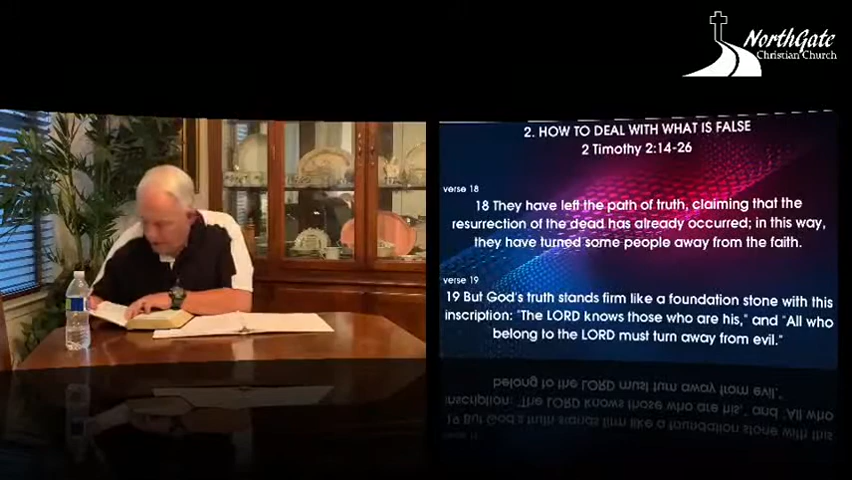 NorthGate
Christian Church
2. HOW TO DEAL WITH WHAT IS FALSE
2 Timothy 2:14-26
verse 18
18 They have left the path of truth, claiming that the
resurrection of the dead has already occurred; in this way,
they have turned some people away from the faith.
verse 19
19 But God's truth stands firm like a foundation stone with this
inscription: "The LORD knows those who are his," and "All who
belong to the LORD must turn away from evil."